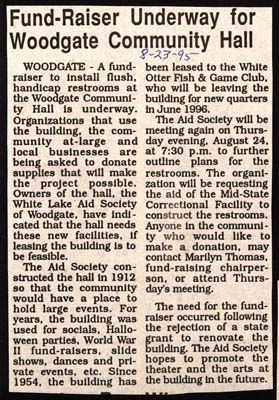 Fund-Raiser Underway for
Woodgate Community Hall
8-23-95
WOODGATE - A fund-
raiser to install flush,
handicap restrooms at
the Woodgate Communi-
ty Hall is underway.
Organizations that use
the building, the com-
munity at-large and
local businesses are
being asked to donate
supplies that will make
the project possible.
Owners of the hall, the
White Lake Aid Society
of Woodgate, have indi-
cated that the hall needs
these new facilities, if
leasing the building is to
be feasible.
The Aid Society con-
structed the hall in 1912
so that the community
would have a place to
hold large events. For
years, the building was
used for socials, Hallo-
ween parties, World War
II fund-raisers, slide
shows, dances and pri-
vate events, etc. Since
1954, the building has
been leased to the White
Otter Fish & Game Club,
who will be leaving the
building for new quarters
in June 1996.
The Aid Society will be
meeting again on Thurs-
day evening, August 24,
at 7:30 p.m. to further
outline plans for the
restrooms. The organi-
zation will be requesting
the aid of the Mid-State
Correctional Facility to
construct the restrooms.
Anyone in the communi-
ty who would like to
make a donation, may
contact Marilyn Thomas,
fund-raising chairper-
son, or attend Thurs-
day's meeting.
The need for the fund-
raiser occurred following
the rejection of a state
grant to renovate the
building. The Aid Society
hopes to promote the
theater and the arts at
the building in the future.